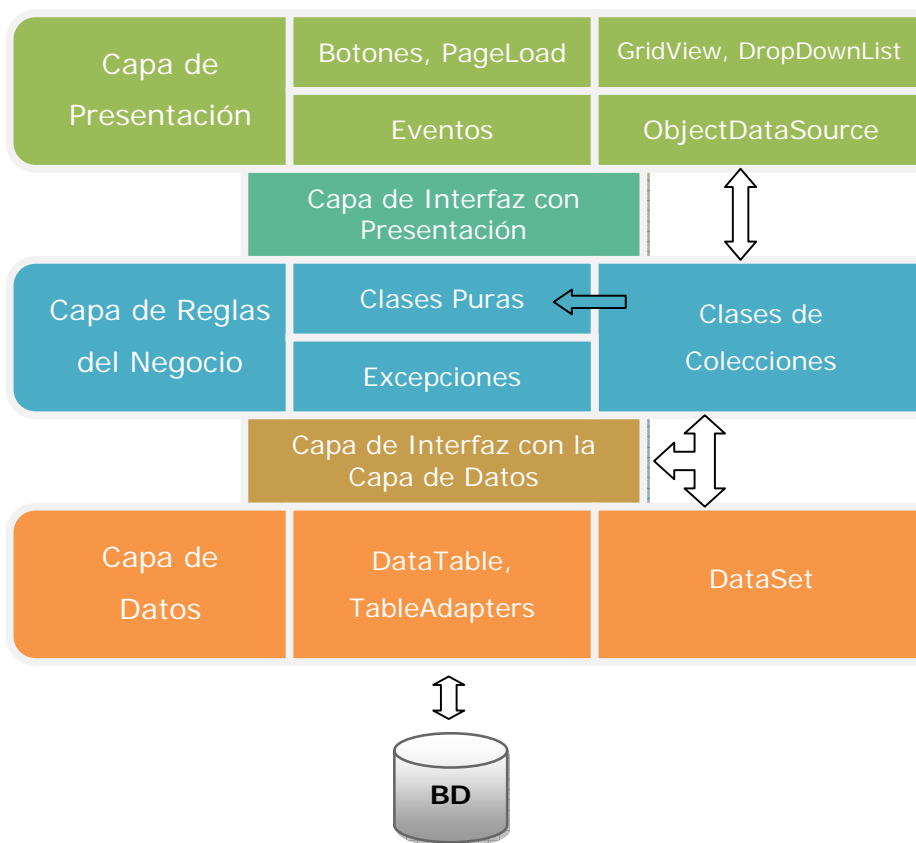 Capa de
Presentación
Botones, PageLoad
GridView, DropDownList
Eventos
ObjectDataSource
Capa de Interfaz con
Presentación
Capa de Reglas
del Negocio
Clases Puras
Excepciones
Clases de
Colecciones
Capa de Interfaz con la
Capa de Datos
Capa de
Datos
DataTable,
TableAdapters
DataSet
BD